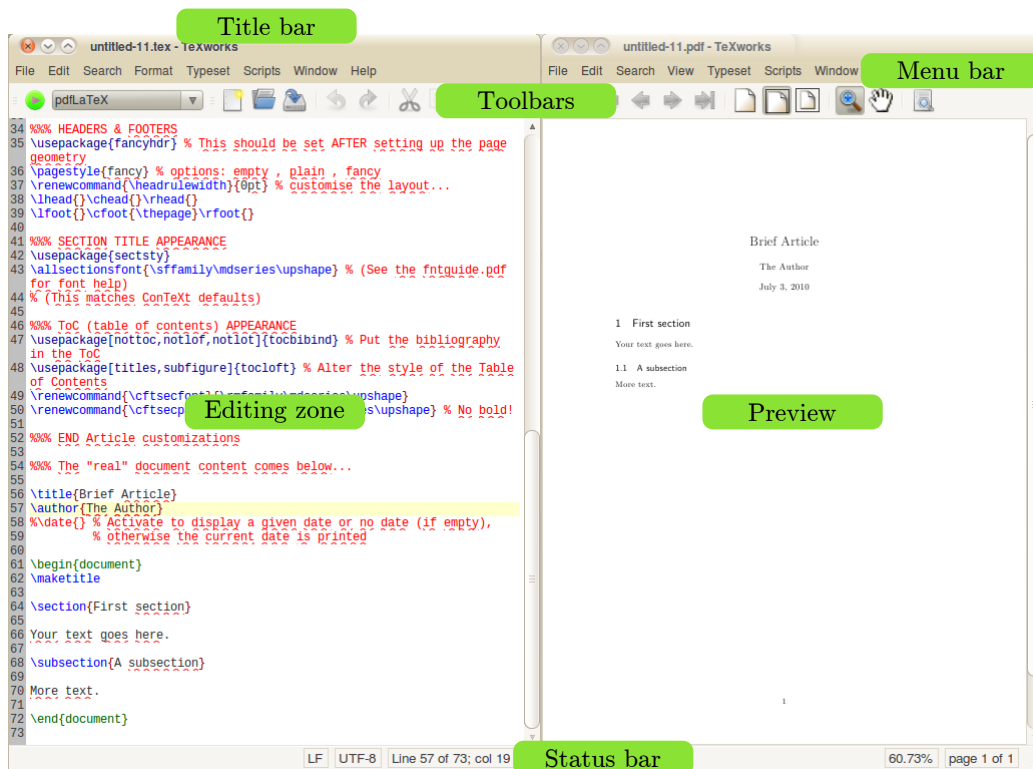 Title bar
untitled-11.tex - TeXworks
untitled-11.pdf - TeXworks
File Edit Search Format Typeset Scripts Window Help
File Edit Search View Typeset Scripts Window
Menu bar
pdfLaTeX
Toolbars
34 %%% HEADERS & FOOTERS
35 \usepackage{fancyhdr} % This should be set AFTER setting up the page
geometry
36 \pagestyle{fancy} % options: empty , plain , fancy
37 \renewcommand{\headrulewidth}{0pt} % customise the layout...
38 \lhead{}\chead{}\rhead{}
39 \lfoot{}\cfoot{\thepage}\rfoot{}
40
41 %%% SECTION TITLE APPEARANCE
42 \usepackage{sectsty}
43 \allsectionsfont{\sffamily\mdseries\upshape} % (See the fntguide.pdf
for font help)
44 % (This matches ConTeXt defaults)
45
46 %%% ToC (table of contents) APPEARANCE
47 \usepackage[nottoc,notlof,notlot]{tocbibind} % Put the bibliography
in the ToC
48 \usepackage[titles,subfigure]{tocloft} % Alter the style of the Table
of Contents
49 \renewcommand{\cftsecfont}{\rmfamily\mdseries\upshape}
50 \renewcommand{\cftsecp es\upshape} % No bold!
Editing zone
51
52 %%% END Article customizations
53
54 %%% The "real" document content comes below...
55
56 \title{Brief Article}
57 \author{The Author}
58 %\date{} % Activate to display a given date or no date (if empty),
59 % otherwise the current date is printed
60
61 \begin{document}
62 \maketitle
63
64 \section{First section}
65
66 Your text goes here.
67
68 \subsection{A subsection}
69
70 More text.
71
72 \end{document}
73
Brief Article
The Author
July 3, 2010
1 First section
Your text goes here.
1.1 A subsection
More text.
Preview
1
LF UTF-8 Line 57 of 73; col 19
Status bar
60.73% page 1 of 1